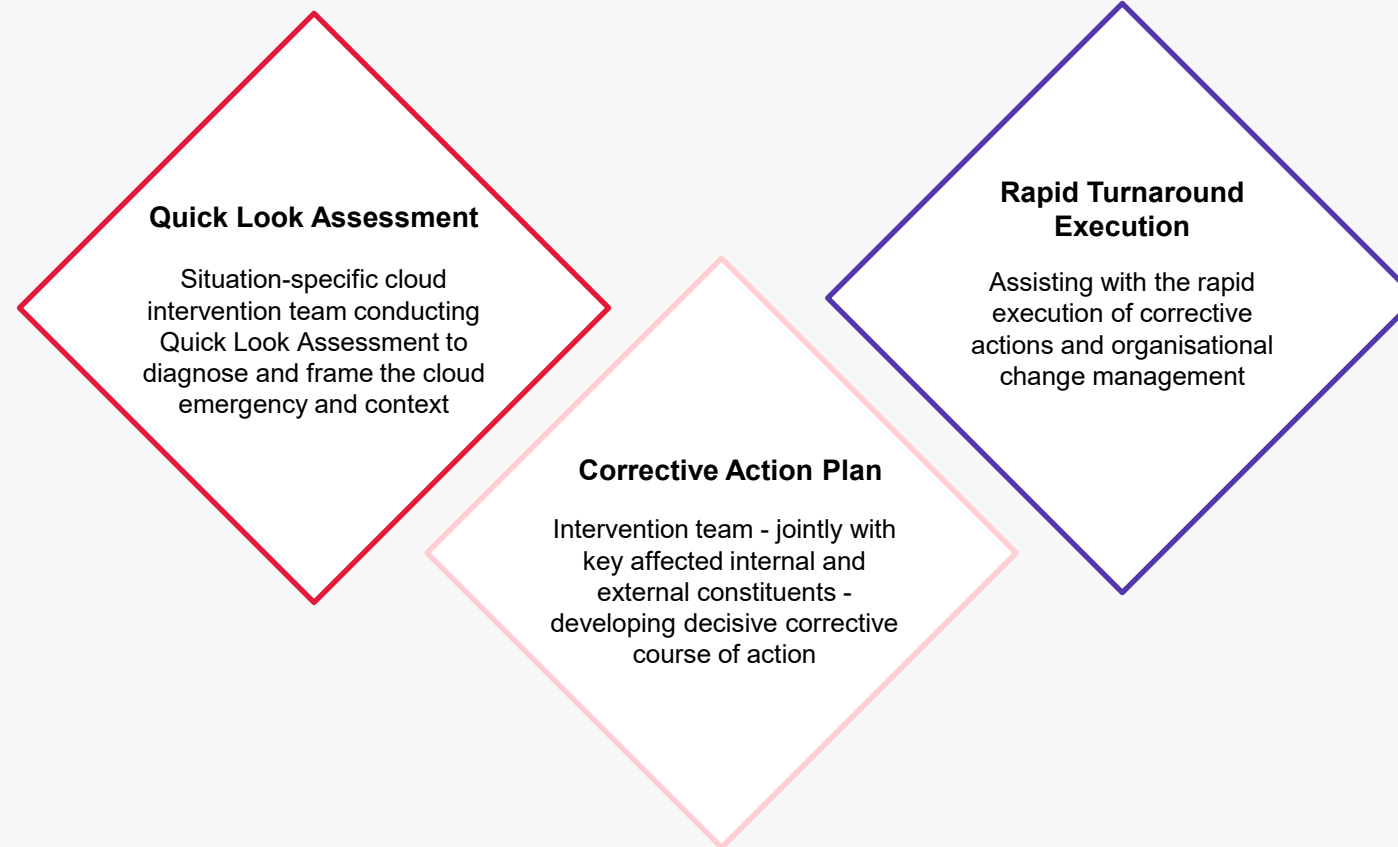 Quick Look Assessment
Situation-specific cloud
intervention team conducting
Quick Look Assessment to
diagnose and frame the cloud
emergency and context
Corrective Action Plan
Intervention team - jointly with
key affected internal and
external constituents -
developing decisive corrective
course of action
Rapid Turnaround
Execution
Assisting with the rapid
execution of corrective
actions and organisational
change management